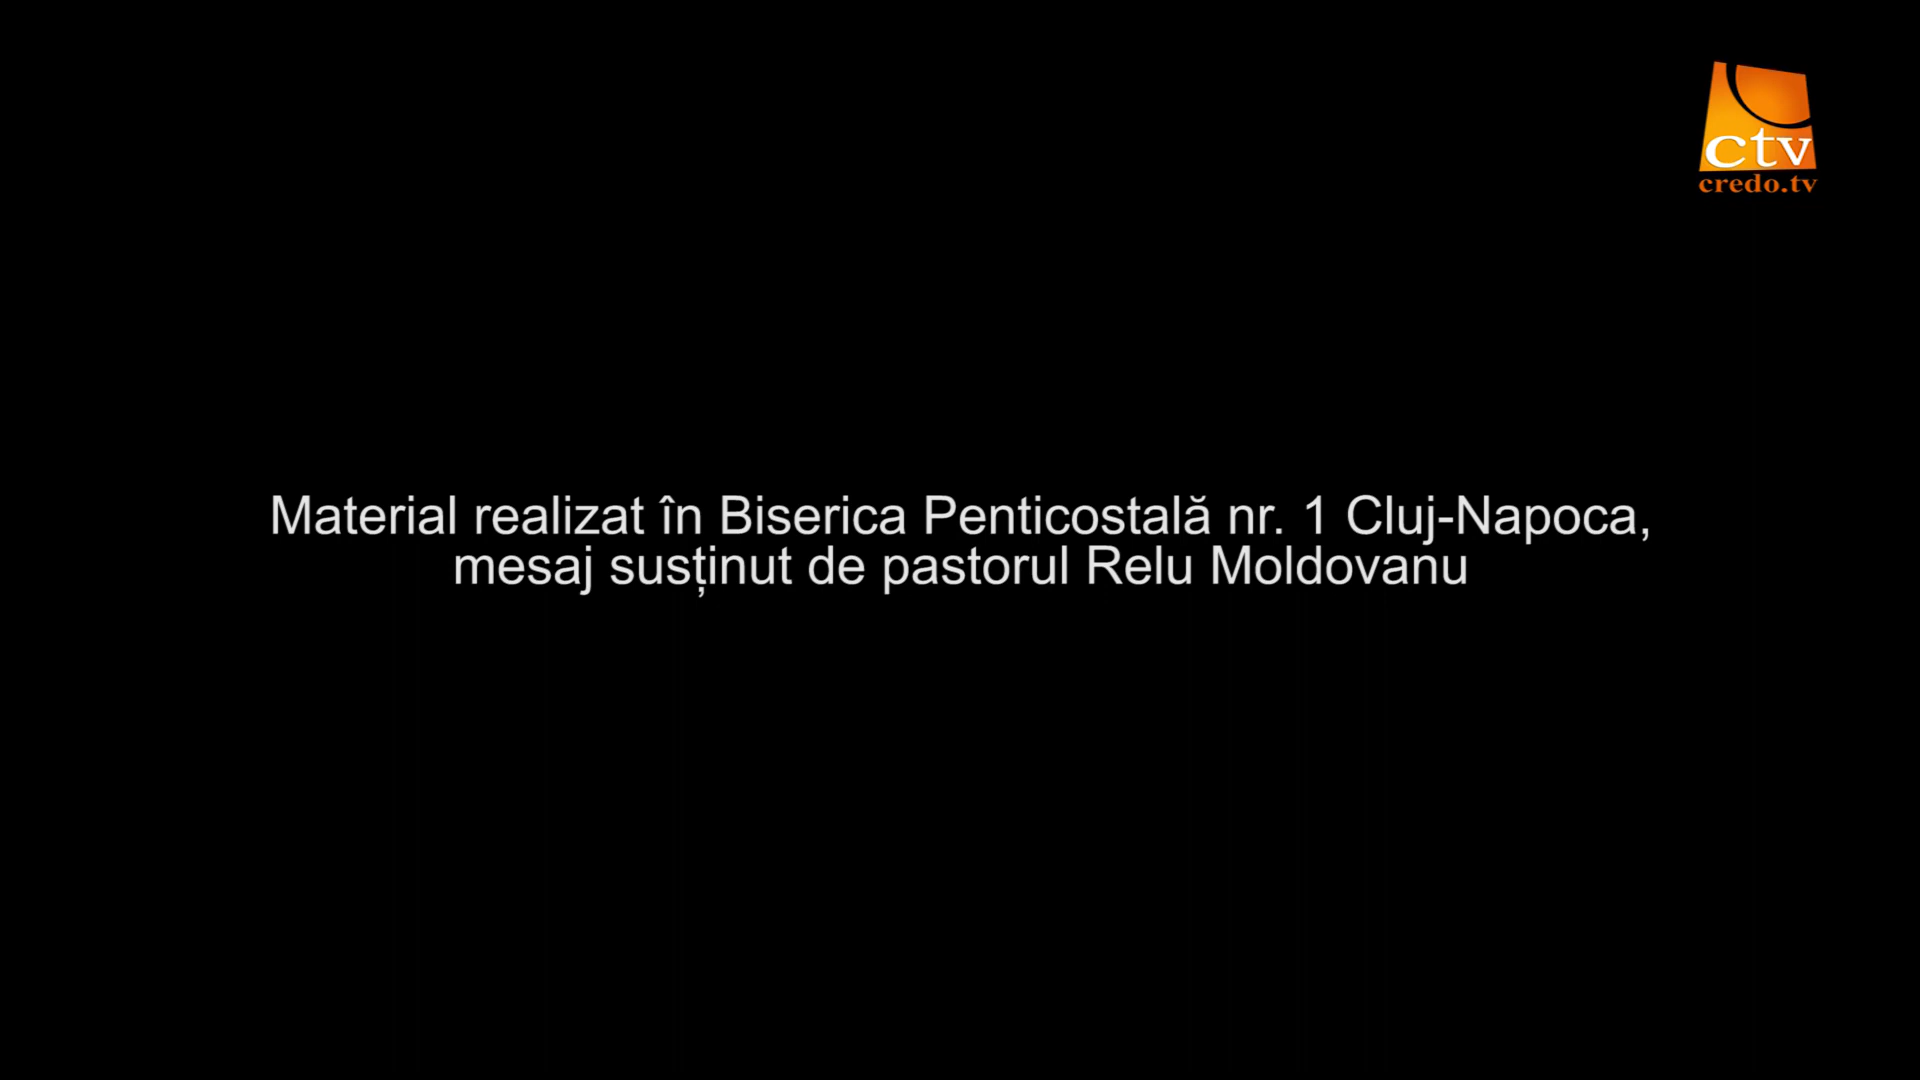 ctv
credo.tv
Material realizat în Biserica Penticostală nr. 1 Cluj-Napoca,
mesaj susținut de pastorul Relu Moldovanu